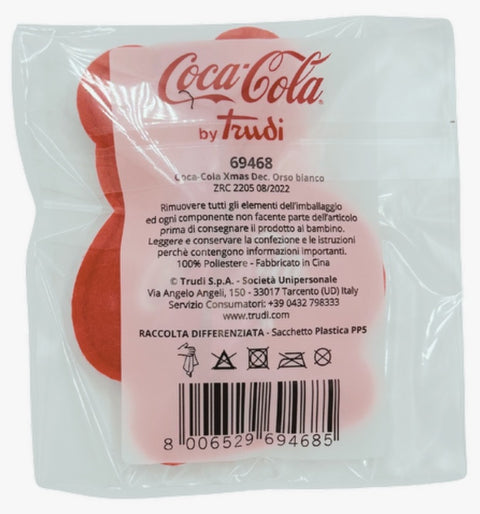 Coca-Cola
by trudi
69468
Coca-Cola Xmas Dec. Orso bianco
ZRC 2205 08/2022
Rimuovere tutti gli elementi dell'imballaggio
ed ogni componente non facente parte dell'articolo
prima di consegnare il prodotto al bambino.
Leggere e conservare la confezione e le istruzioni
perchè contengono informazioni importanti.
100% Poliestere - Fabbricato in Cina
© Trudi S.p.A. - Società Unipersonale
Via Angelo Angeli, 150 - 33017 Tarcento (UD) Italy
Servizio Consumatori: +39 0432 798333
www.trudi.com
RACCOLTA DIFFERENZIATA - Sacchetto Plastica PP5
8 006529 694685